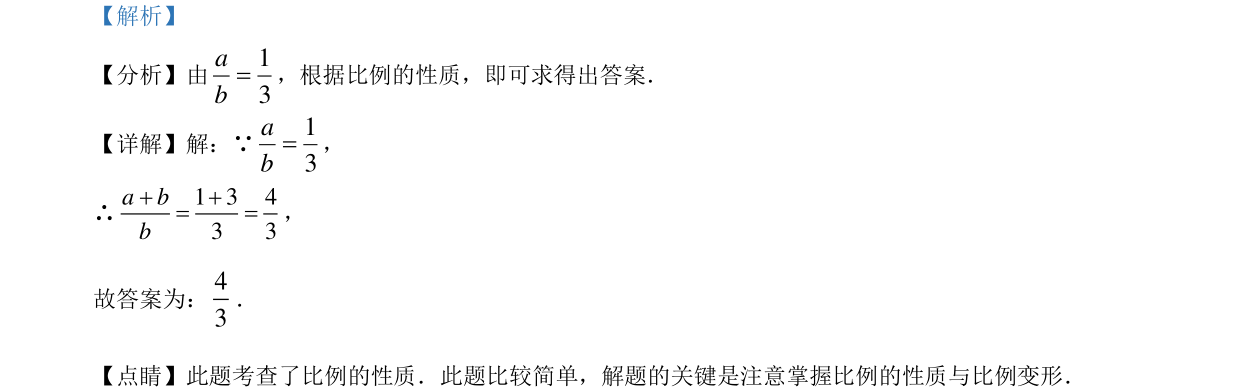 【解析】
【分析】由 a/b = 1/3，根据比例的性质，即可求得出答案．
【详解】解：∵ a/b = 1/3，
∴ (a+b)/b = (1+3)/3 = 4/3，
故答案为：4/3．
【点睛】此题考查了比例的性质．此题比较简单，解题的关键是注意掌握比例的性质与比例变形．